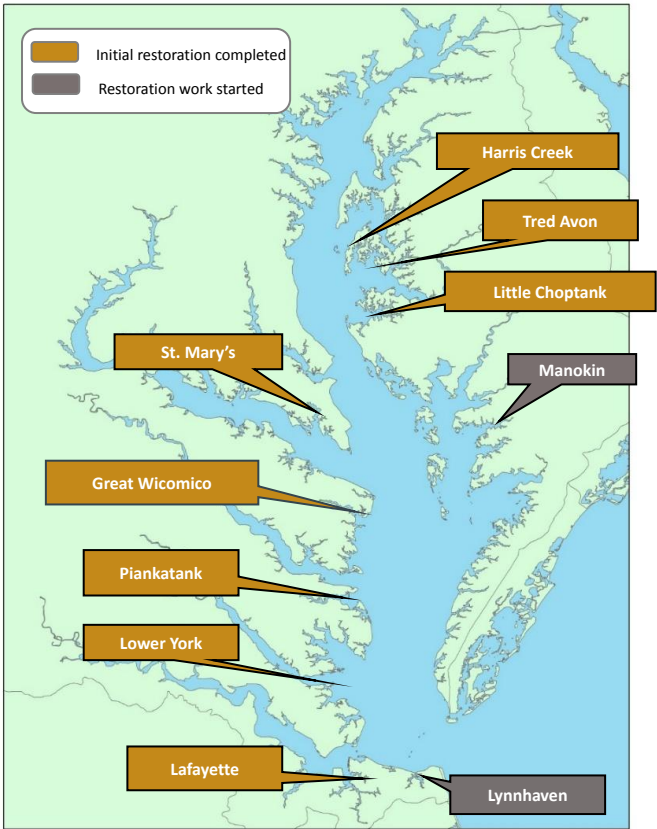 Initial restoration completed
Restoration work started
Harris Creek
Tred Avon
Little Choptank
St. Mary’s
Manokin
Great Wicomico
Piankatank
Lower York
Lafayette
Lynnhaven